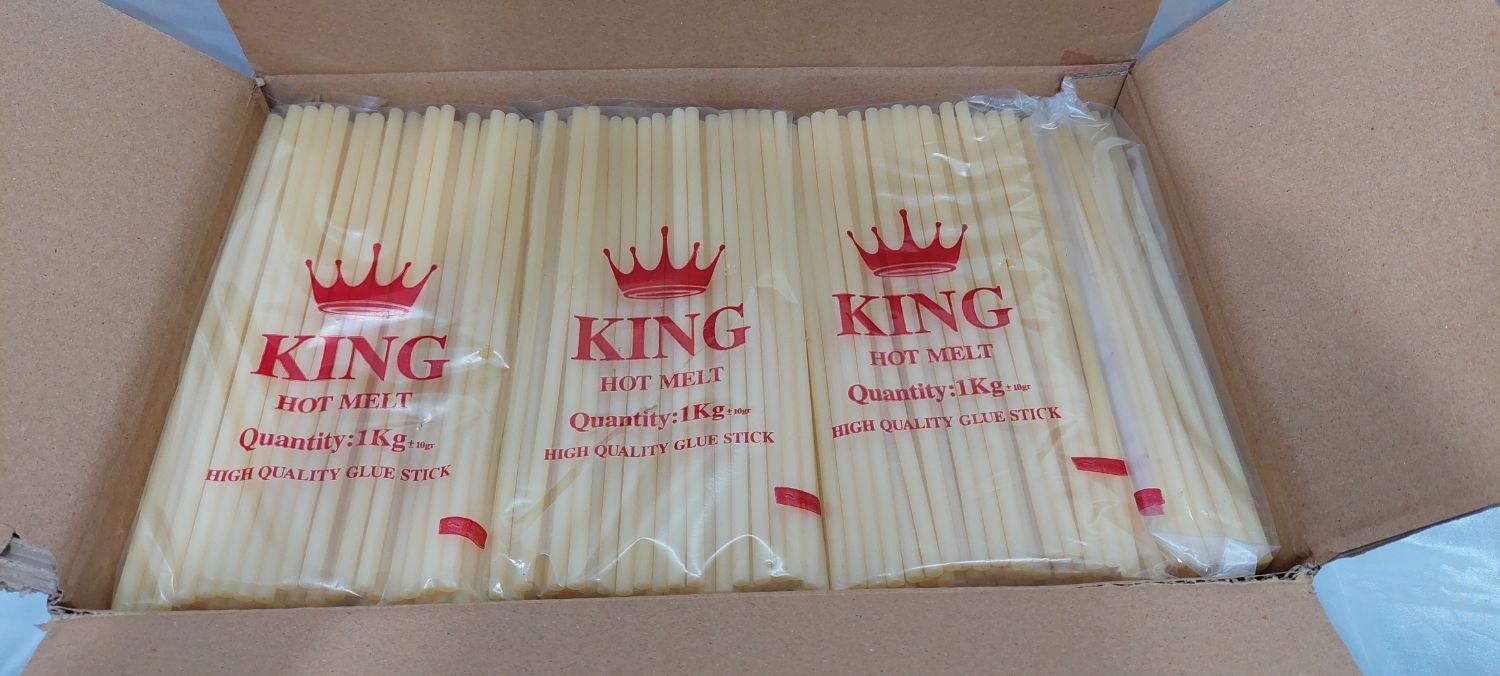 KING
HOT MELT
Quantity:1Kg ±10gr
HIGH QUALITY GLUE STICK
KING
HOT MELT
Quantity:1Kg ±10gr
HIGH QUALITY GLUE STICK
KING
HOT MELT
Quantity:1Kg ±10gr
HIGH QUALITY GLUE STICK